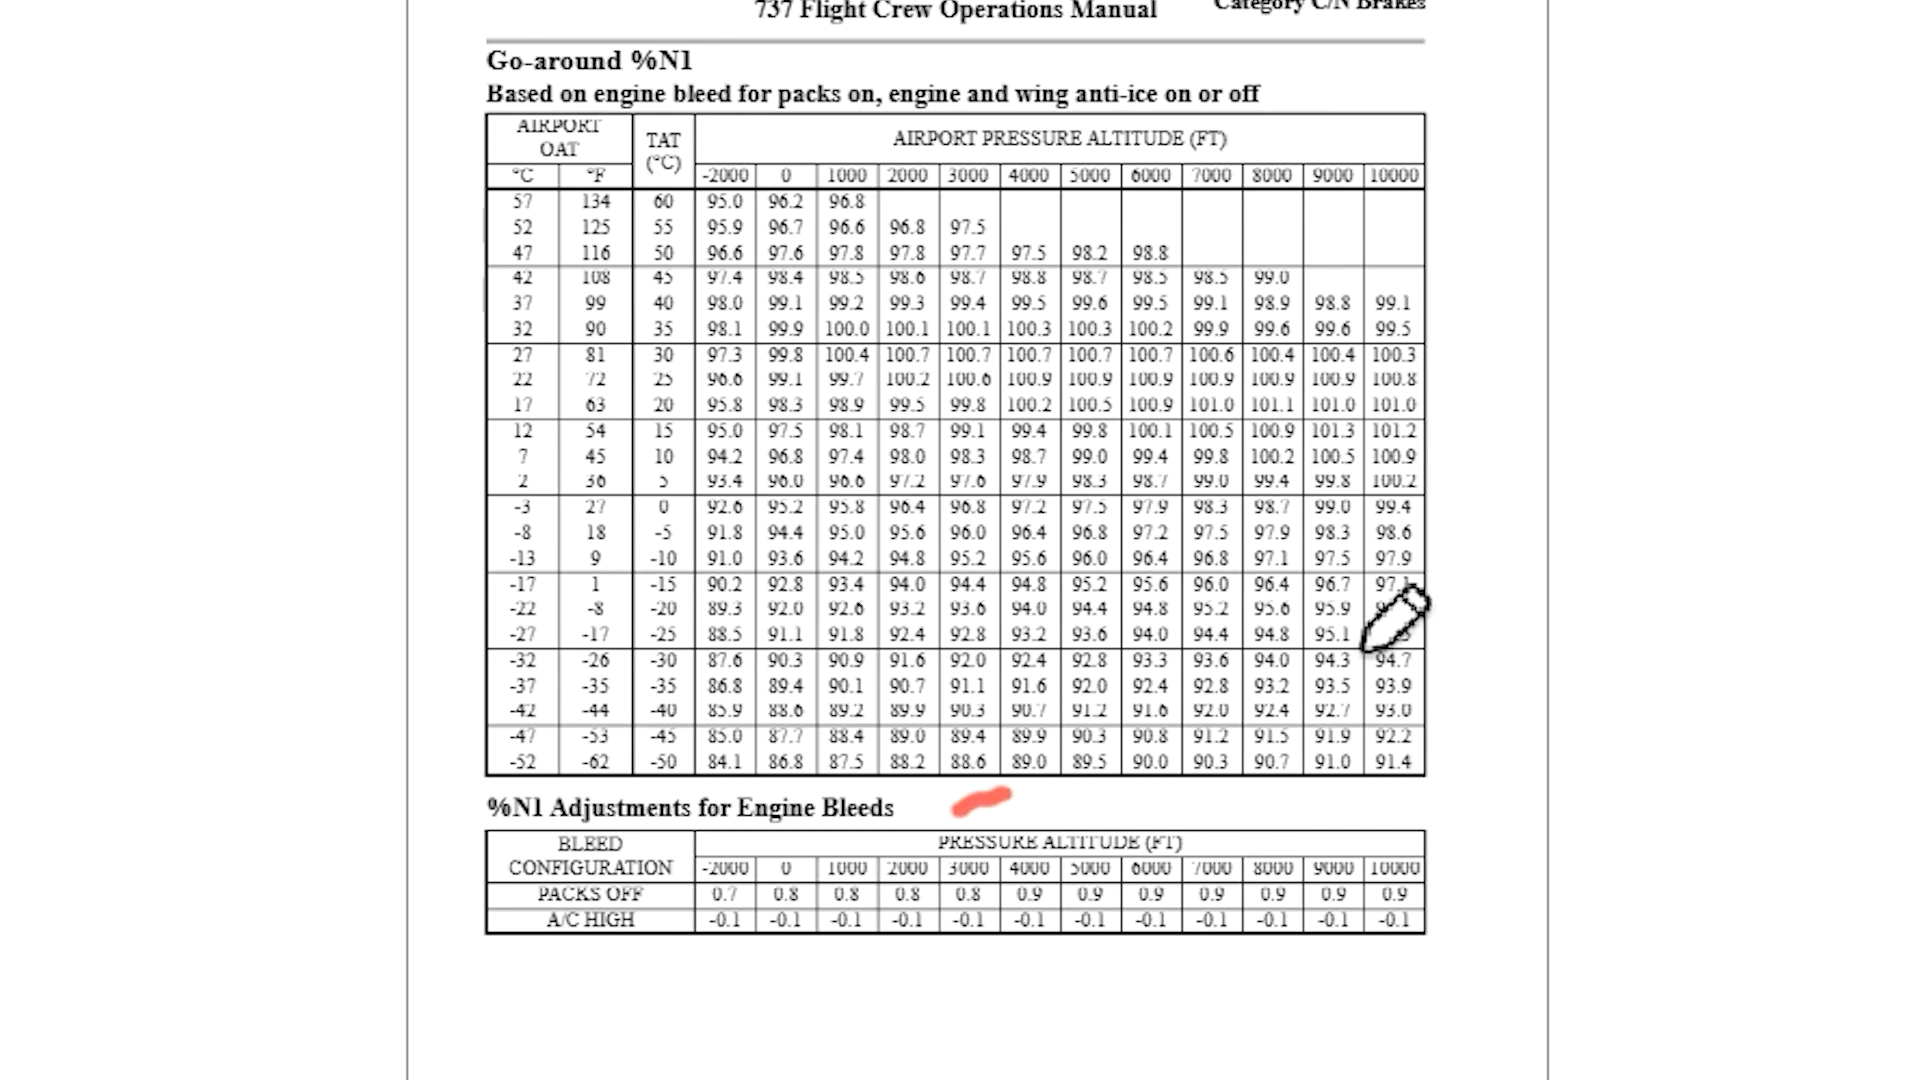 737 Flight Crew Operations Manual
Category C/N Brakes
Go-around %N1
Based on engine bleed for packs on, engine and wing anti-ice on or off
AIRPORT OAT TAT (°C) AIRPORT PRESSURE ALTITUDE (FT)
°C °F -2000 0 1000 2000 3000 4000 5000 6000 7000 8000 9000 10000
57 134 60 95.0 96.2 96.8
52 125 55 95.9 96.7 96.6 96.8 97.5
47 116 50 96.6 97.6 97.8 97.8 97.7 97.5 98.2 98.8
42 108 45 97.4 98.4 98.5 98.6 98.7 98.8 98.7 98.5 98.5 99.0
37 99 40 98.0 99.1 99.2 99.3 99.4 99.5 99.6 99.5 99.1 98.9 98.8 99.1
32 90 35 98.1 99.9 100.0 100.1 100.1 100.3 100.3 100.2 99.9 99.6 99.6 99.5
27 81 30 97.3 99.8 100.4 100.7 100.7 100.7 100.7 100.7 100.6 100.4 100.4 100.3
22 72 25 96.6 99.1 99.7 100.2 100.6 100.9 100.9 100.9 100.9 100.9 100.9 100.8
17 63 20 95.8 98.3 98.9 99.5 99.8 100.2 100.5 100.9 101.0 101.1 101.0 101.0
12 54 15 95.0 97.5 98.1 98.7 99.1 99.4 99.8 100.1 100.5 100.9 101.3 101.2
7 45 10 94.2 96.8 97.4 98.0 98.3 98.7 99.0 99.4 99.8 100.2 100.5 100.9
2 36 5 93.4 96.0 96.6 97.2 97.6 97.9 98.3 98.7 99.0 99.4 99.8 100.2
-3 27 0 92.6 95.2 95.8 96.4 96.8 97.2 97.5 97.9 98.3 98.7 99.0 99.4
-8 18 -5 91.8 94.4 95.0 95.6 96.0 96.4 96.8 97.2 97.5 97.9 98.3 98.6
-13 9 -10 91.0 93.6 94.2 94.8 95.2 95.6 96.0 96.4 96.8 97.1 97.5 97.9
-17 1 -15 90.2 92.8 93.4 94.0 94.4 94.8 95.2 95.6 96.0 96.4 96.7
-22 -8 -20 89.3 92.0 92.6 93.2 93.6 94.0 94.4 94.8 95.2 95.6 95.9
-27 -17 -25 88.5 91.1 91.8 92.4 92.8 93.2 93.6 94.0 94.4 94.8 95.1
-32 -26 -30 87.6 90.3 90.9 91.6 92.0 92.4 92.8 93.3 93.6 94.0 94.3 94.7
-37 -35 -35 86.8 89.4 90.1 90.7 91.1 91.6 92.0 92.4 92.8 93.2 93.5 93.9
-42 -44 -40 85.9 88.6 89.2 89.9 90.3 90.7 91.2 91.6 92.0 92.4 92.7 93.0
-47 -53 -45 85.0 87.7 88.4 89.0 89.4 89.9 90.3 90.8 91.2 91.5 91.9 92.2
-52 -62 -50 84.1 86.8 87.5 88.2 88.6 89.0 89.5 90.0 90.3 90.7 91.0 91.4
%N1 Adjustments for Engine Bleeds
BLEED CONFIGURATION PRESSURE ALTITUDE (FT)
-2000 0 1000 2000 3000 4000 5000 6000 7000 8000 9000 10000
PACKS OFF 0.7 0.8 0.8 0.8 0.8 0.9 0.9 0.9 0.9 0.9 0.9 0.9
A/C HIGH -0.1 -0.1 -0.1 -0.1 -0.1 -0.1 -0.1 -0.1 -0.1 -0.1 -0.1 -0.1